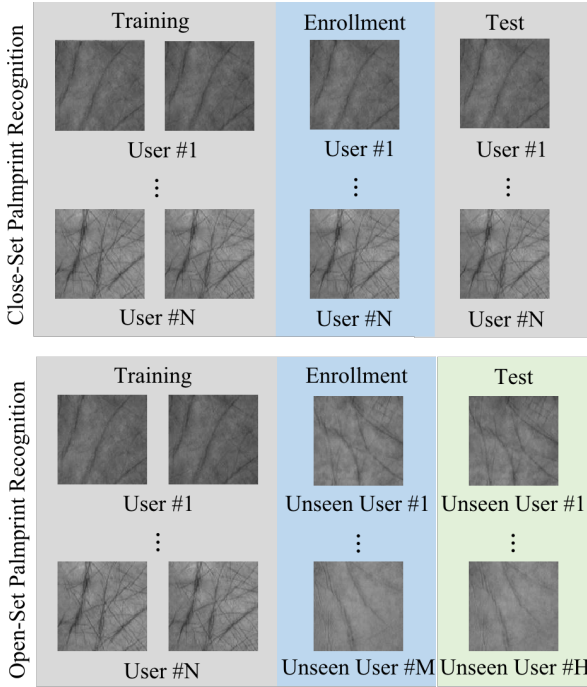 Close-Set Palmprint Recognition
Training
Enrollment
Test
User #1
User #1
User #1
⋮
⋮
⋮
User #N
User #N
User #N
Open-Set Palmprint Recognition
Training
Enrollment
Test
User #1
Unseen User #1
Unseen User #1
⋮
⋮
⋮
User #N
Unseen User #M
Unseen User #H